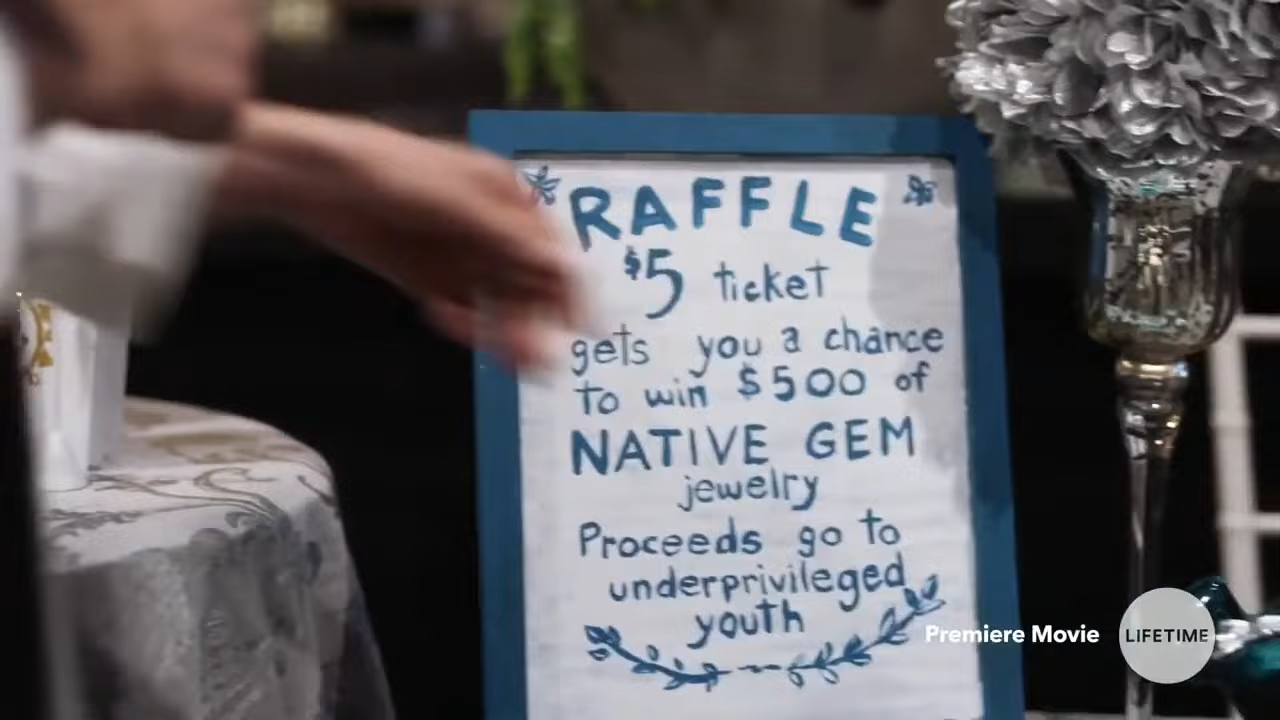 RAFFLE
$5 ticket
gets you a chance
to win $500 of
NATIVE GEM
jewelry
Proceeds go to
underprivileged
youth
Premiere Movie
LIFETIME